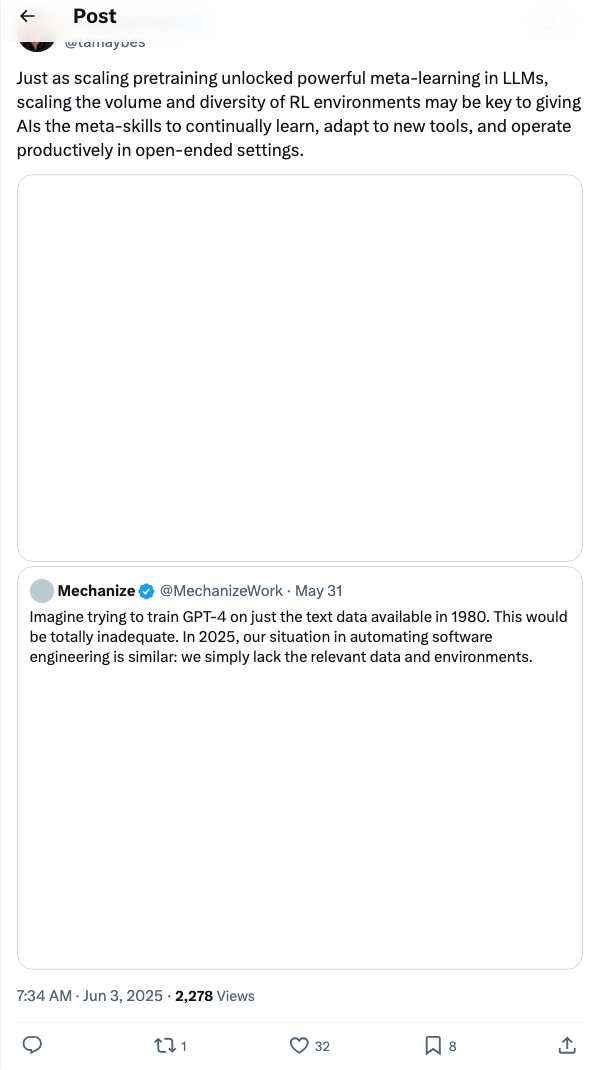 Post
@tamaybes
Just as scaling pretraining unlocked powerful meta-learning in LLMs,
scaling the volume and diversity of RL environments may be key to giving
AIs the meta-skills to continually learn, adapt to new tools, and operate
productively in open-ended settings.
Mechanize @MechanizeWork · May 31
Imagine trying to train GPT-4 on just the text data available in 1980. This would
be totally inadequate. In 2025, our situation in automating software
engineering is similar: we simply lack the relevant data and environments.
7:34 AM · Jun 3, 2025 · 2,278 Views
1 32 8